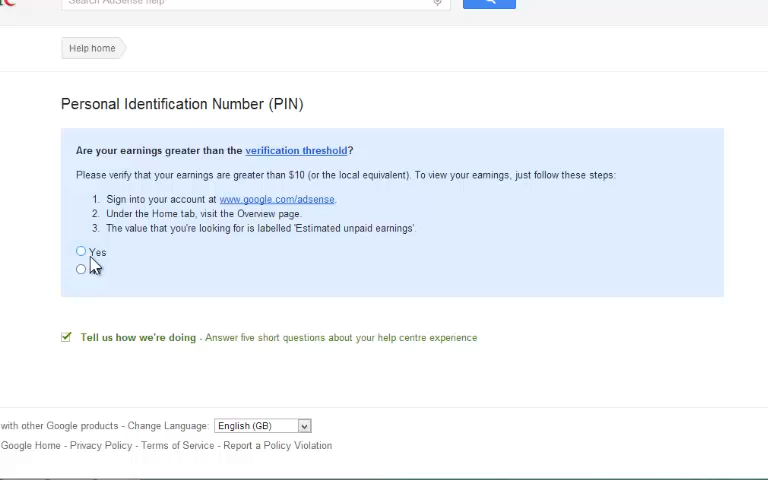 Search AdSense help
Help home
Personal Identification Number (PIN)
Are your earnings greater than the verification threshold?
Please verify that your earnings are greater than $10 (or the local equivalent). To view your earnings, just follow these steps:
1. Sign into your account at www.google.com/adsense.
2. Under the Home tab, visit the Overview page.
3. The value that you're looking for is labelled 'Estimated unpaid earnings'.
Yes
Tell us how we're doing - Answer five short questions about your help centre experience
with other Google products - Change Language: English (GB)
Google Home - Privacy Policy - Terms of Service - Report a Policy Violation